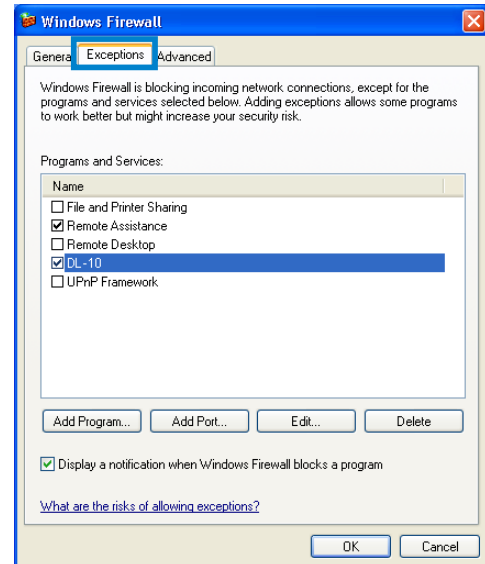 Windows Firewall
General Exceptions Advanced
Windows Firewall is blocking incoming network connections, except for the
programs and services selected below. Adding exceptions allows some programs
to work better but might increase your security risk.
Programs and Services:
Name
File and Printer Sharing
Remote Assistance
Remote Desktop
DL-10
UPnP Framework
Add Program... Add Port... Edit... Delete
Display a notification when Windows Firewall blocks a program
What are the risks of allowing exceptions?
OK Cancel